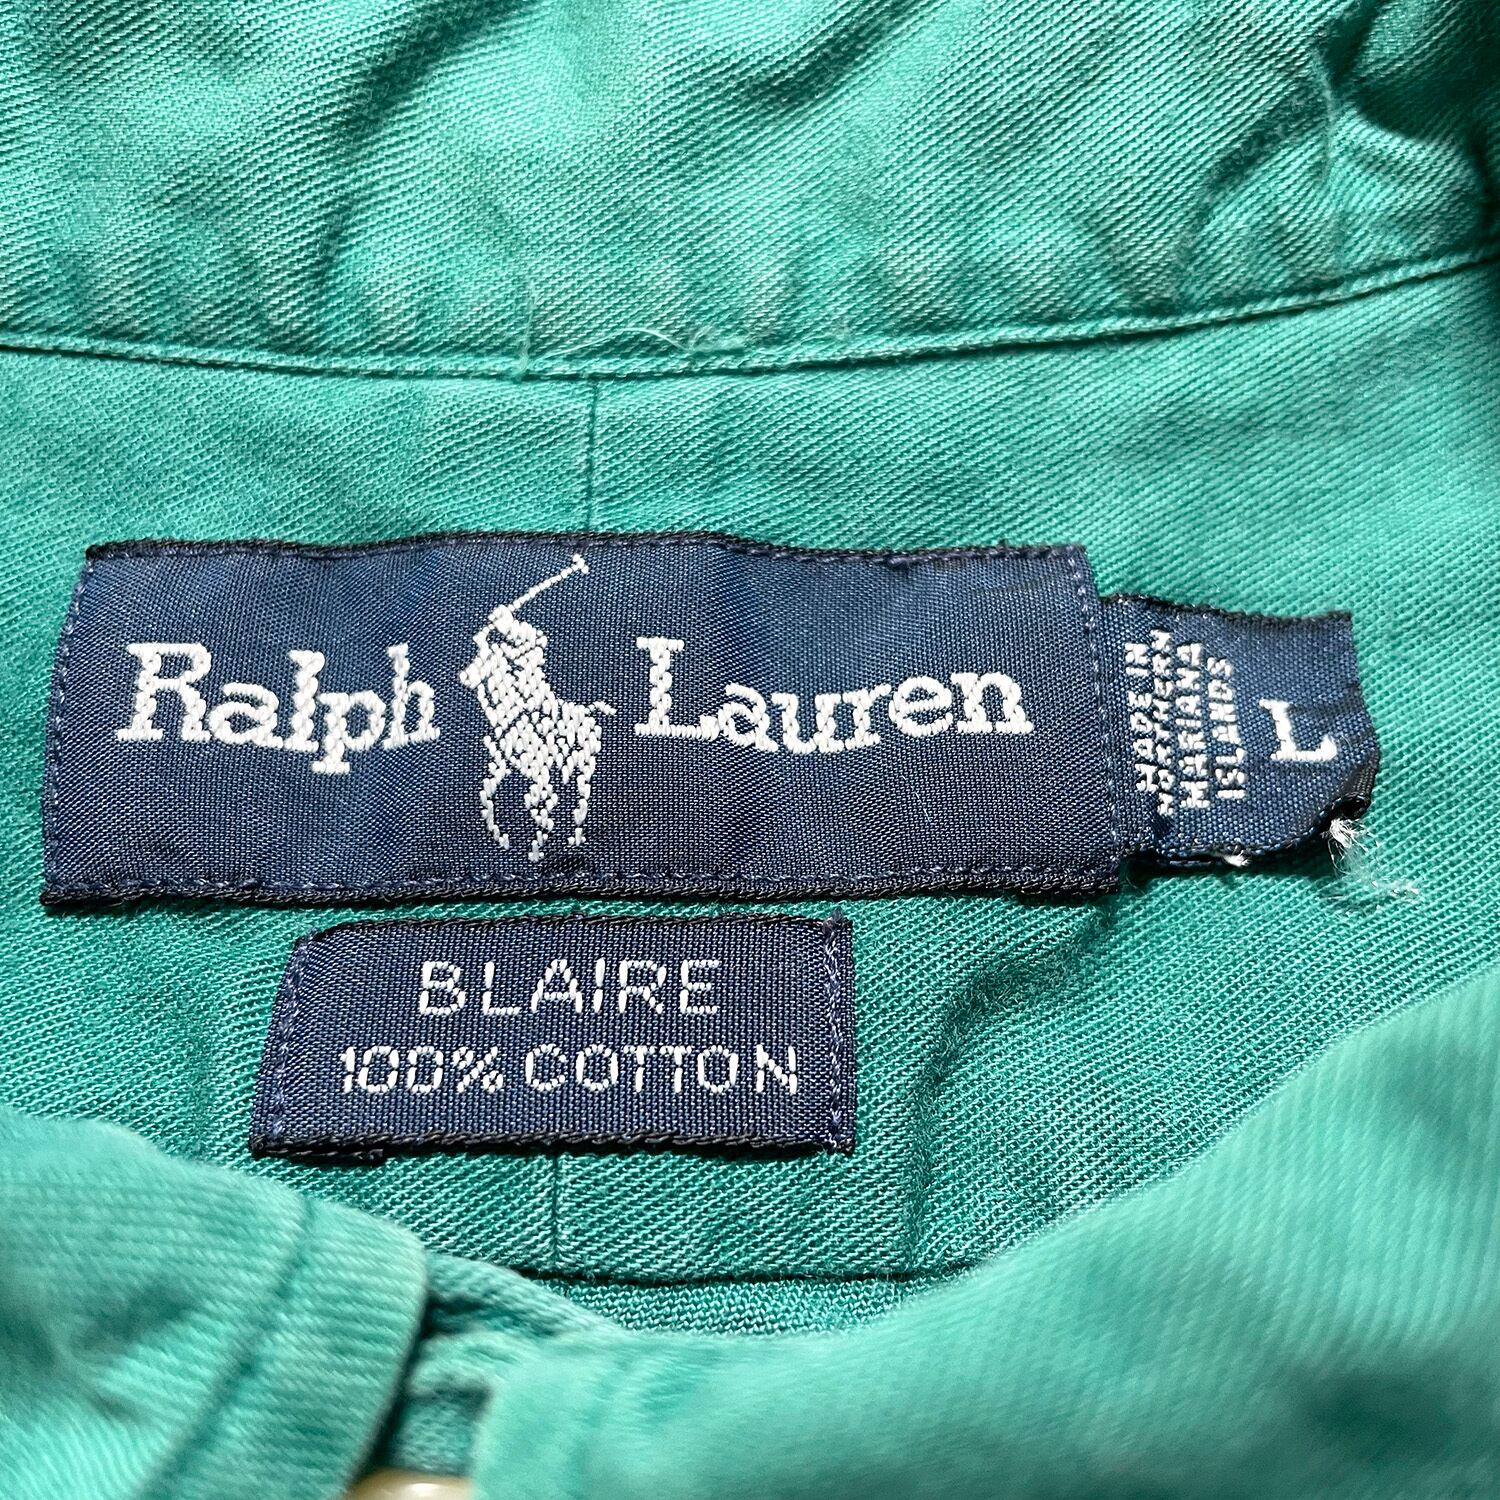 Ralph Lauren
MADE IN
NORTHERN
MARIANA
ISLANDS
L
BLAIRE
100% COTTON